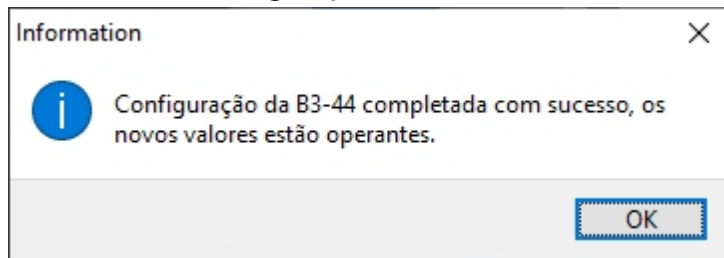 Information
Configuração da B3-44 completada com sucesso, os
novos valores estão operantes.
OK